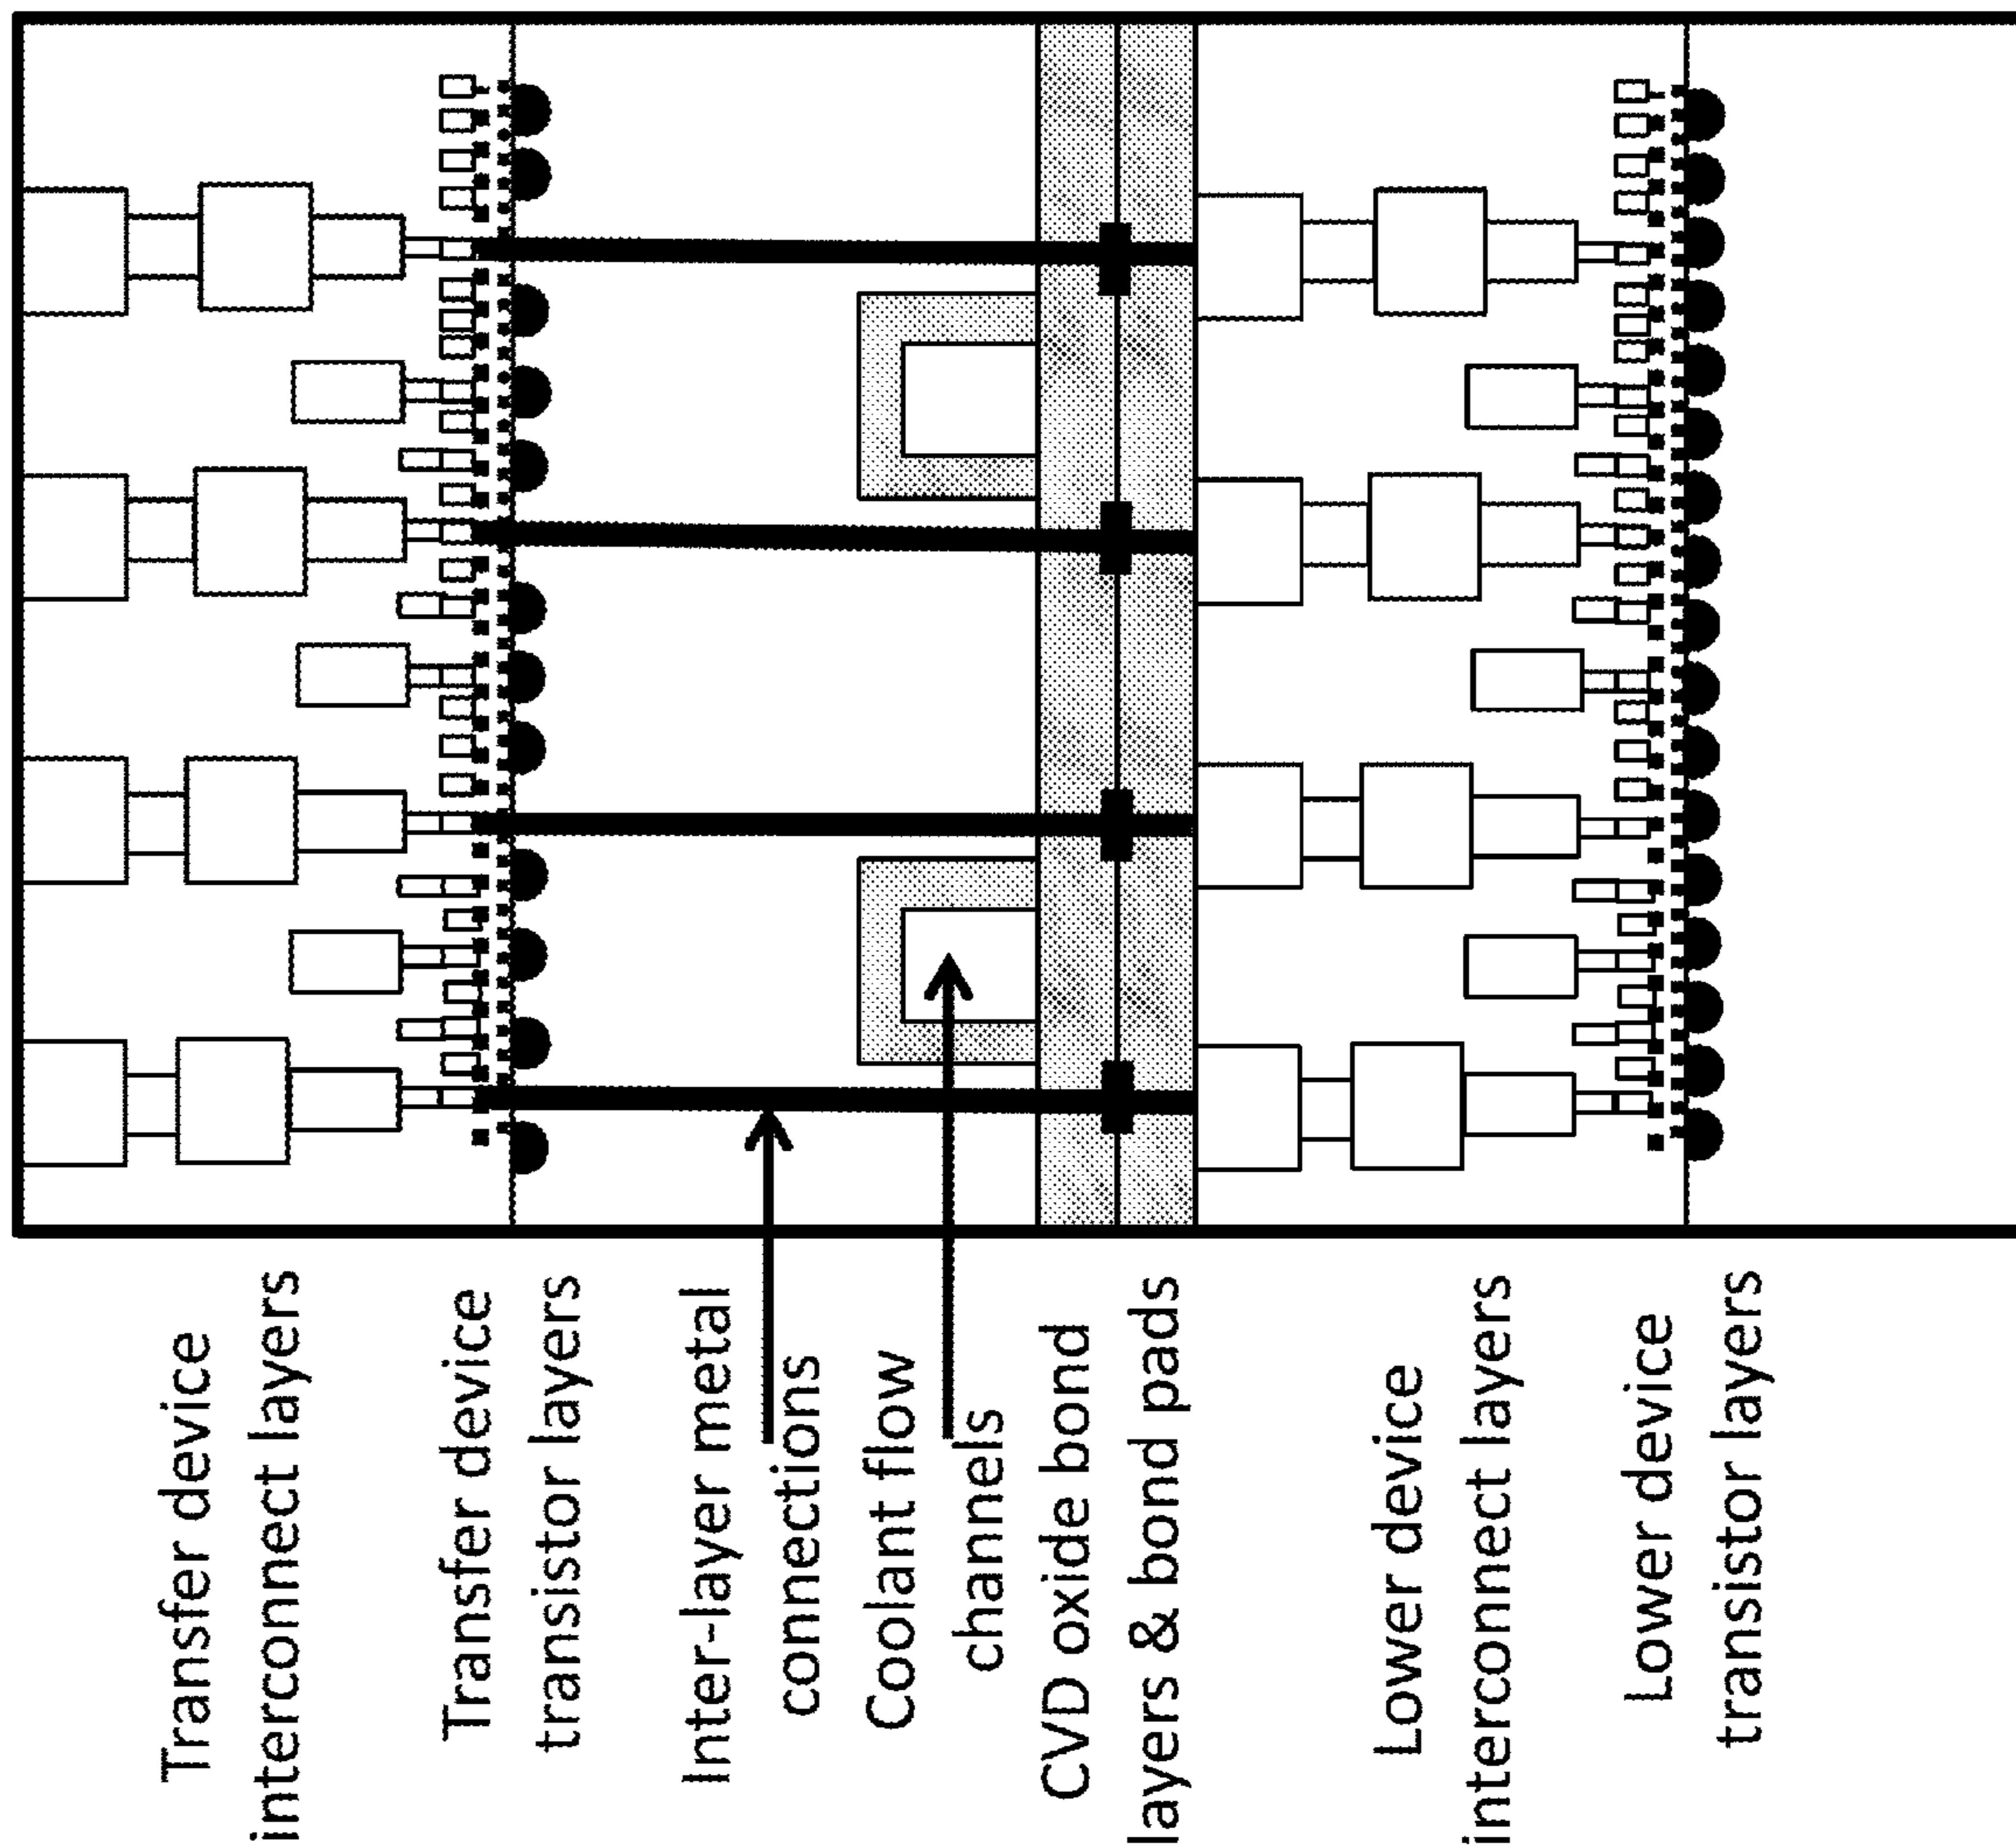 Transfer device
interconnect layers
Transfer device
transistor layers
Inter-layer metal
connections
Coolant flow
channels
CVD oxide bond
layers & bond pads
Lower device
interconnect layers
Lower device
transistor layers